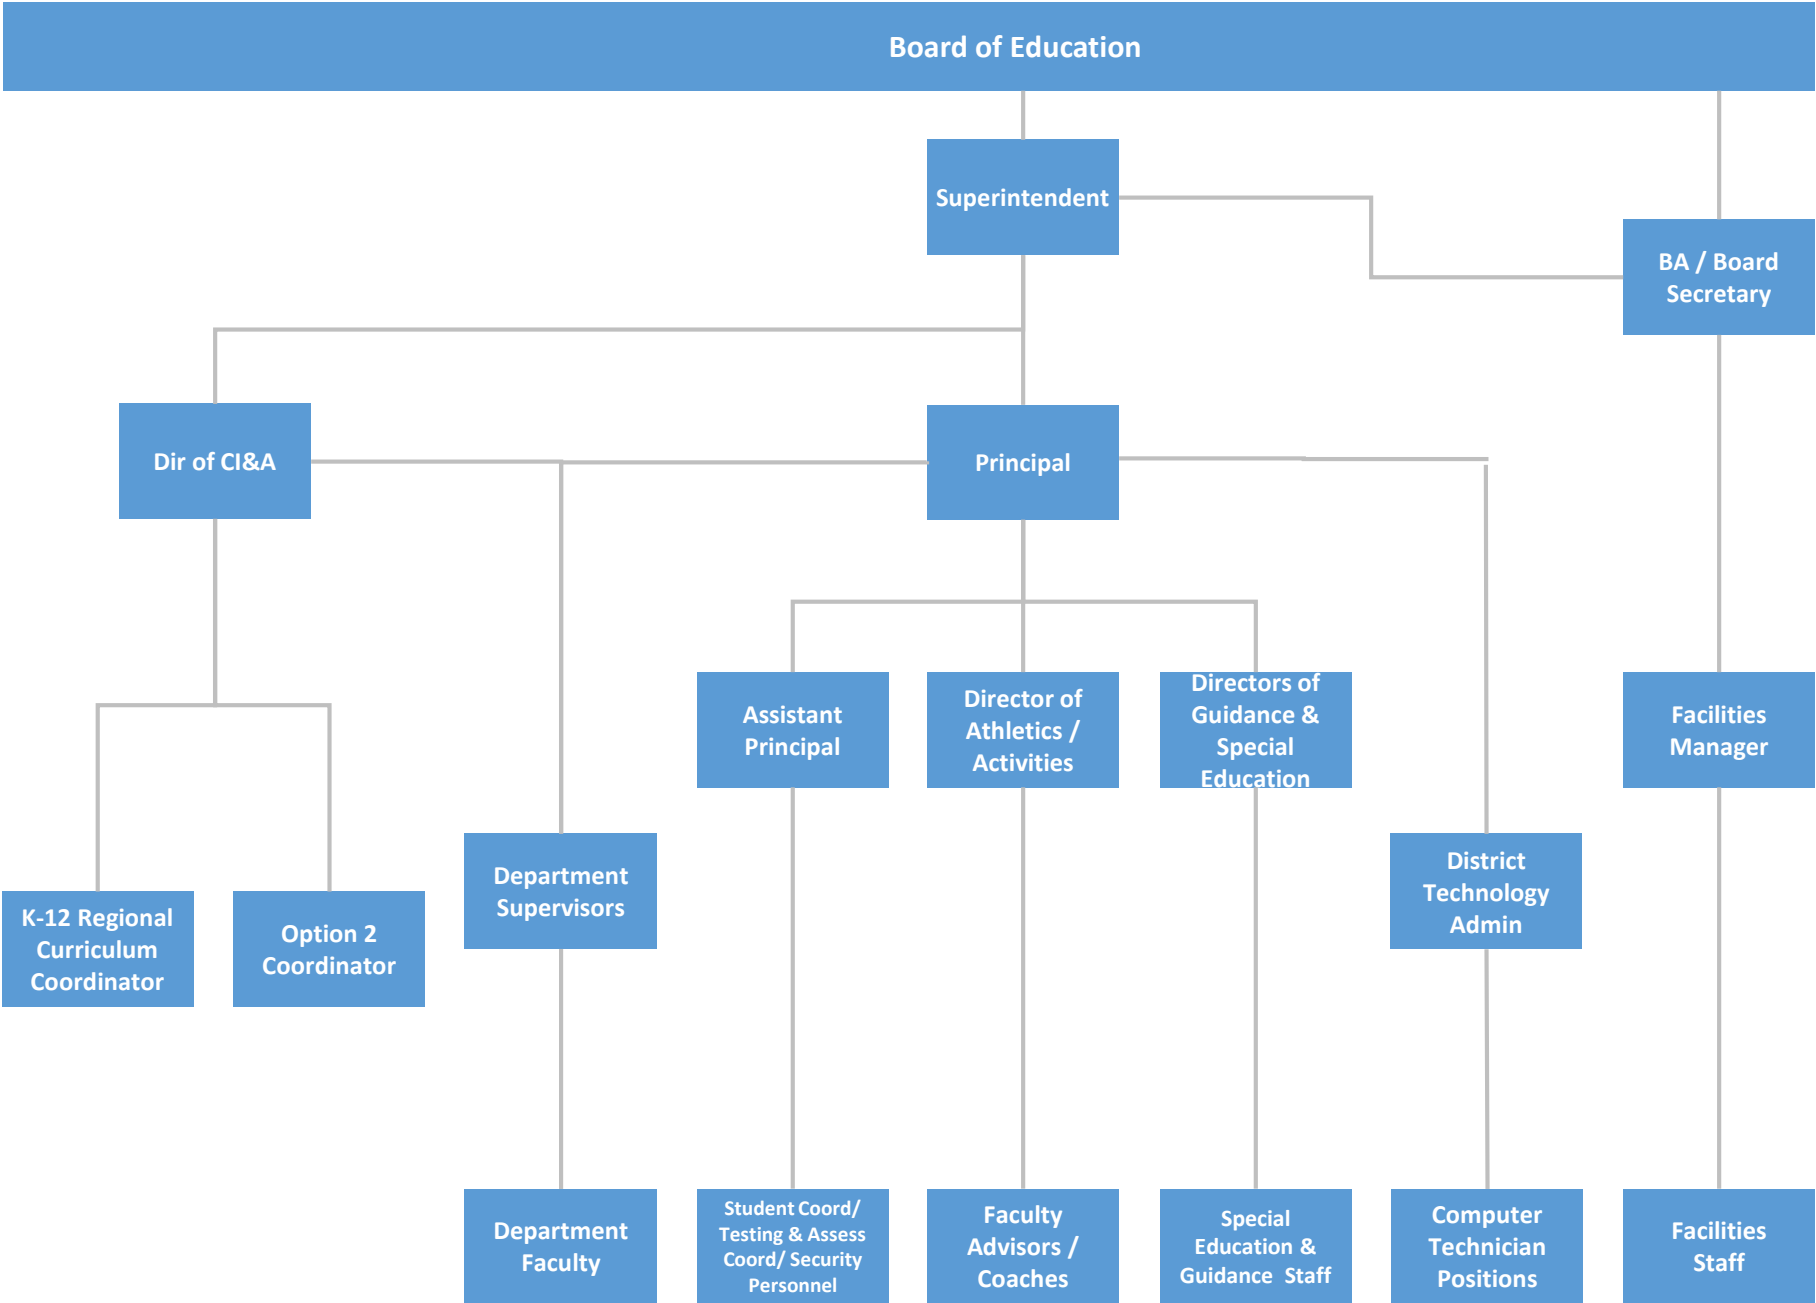 Board of Education
Superintendent
BA / Board
Secretary
Dir of CI&A
Principal
Assistant
Principal
Director of
Athletics /
Activities
Directors of
Guidance &
Special
Education
Facilities
Manager
Department
Supervisors
District
Technology
Admin
K-12 Regional
Curriculum
Coordinator
Option 2
Coordinator
Department
Faculty
Student Coord/
Testing & Assess
Coord/ Security
Personnel
Faculty
Advisors /
Coaches
Special
Education &
Guidance Staff
Computer
Technician
Positions
Facilities
Staff